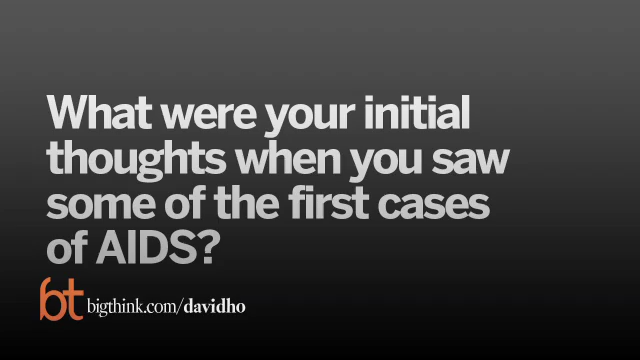 What were your initial
thoughts when you saw
some of the first cases
of AIDS?
bt bigthink.com/davidho